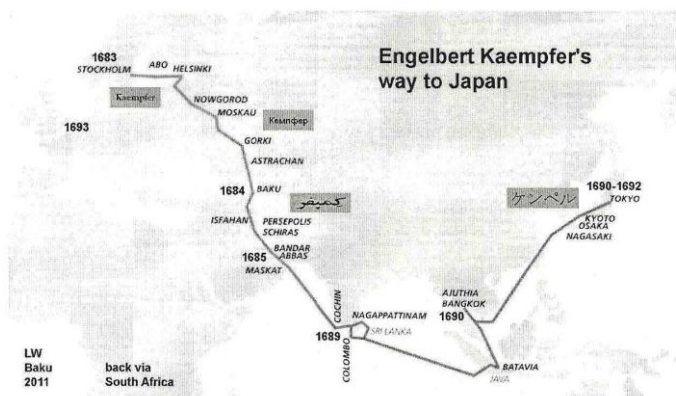 Engelbert Kaempfer's
way to Japan
1683
STOCKHOLM
ABO
HELSINKI
Kaempfer
NOWGOROD
MOSKAU
Кемпфер
1693
GORKI
ASTRACHAN
1684
BAKU
کمپفر
ISFAHAN
PERSEPOLIS
SCHIRAS
1685
BANDAR
ABBAS
MASKAT
1690-1692
ケンペル
TOKYO
KYOTO
OSAKA
NAGASAKI
COCHIN
NAGAPPATTINAM
1689
SRI LANKA
COLOMBO
AJUTHIA
BANGKOK
1690
BATAVIA
JAVA
LW
Baku
2011
back via
South Africa